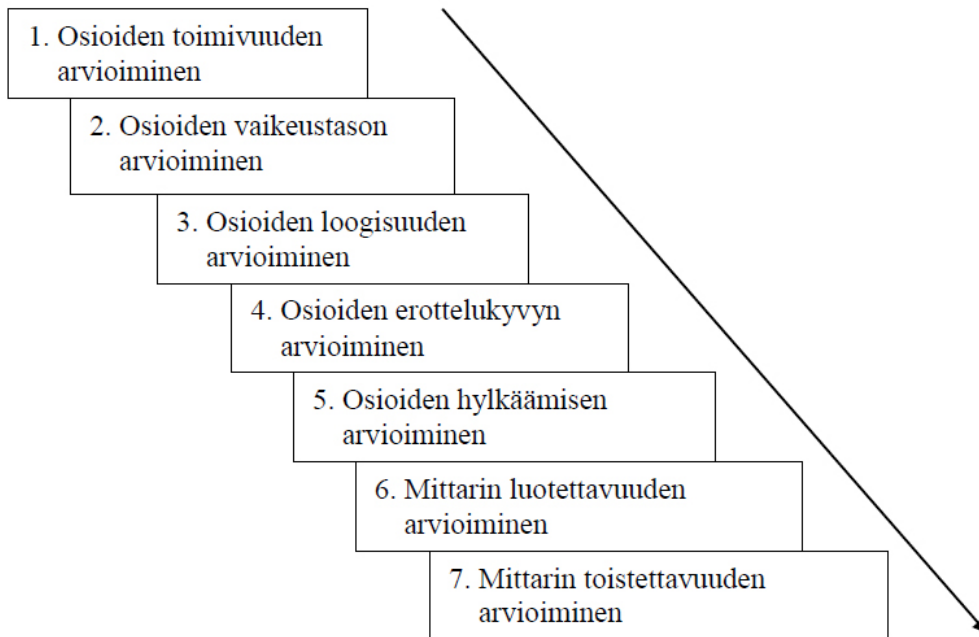 1. Osioiden toimivuuden
arvioiminen
2. Osioiden vaikeustason
arvioiminen
3. Osioiden loogisuuden
arvioiminen
4. Osioiden erottelukyvyn
arvioiminen
5. Osioiden hylkäämisen
arvioiminen
6. Mittarin luotettavuuden
arvioiminen
7. Mittarin toistettavuuden
arvioiminen